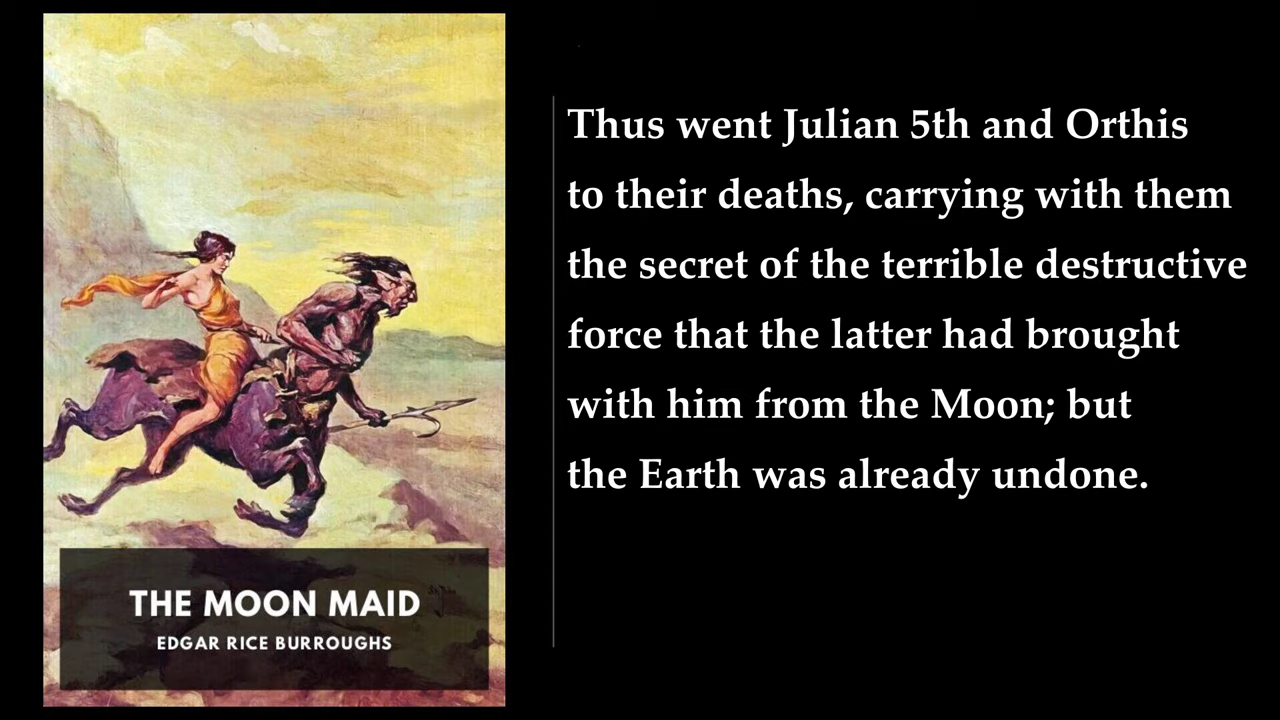 THE MOON MAID
EDGAR RICE BURROUGHS
Thus went Julian 5th and Orthis
to their deaths, carrying with them
the secret of the terrible destructive
force that the latter had brought
with him from the Moon; but
the Earth was already undone.